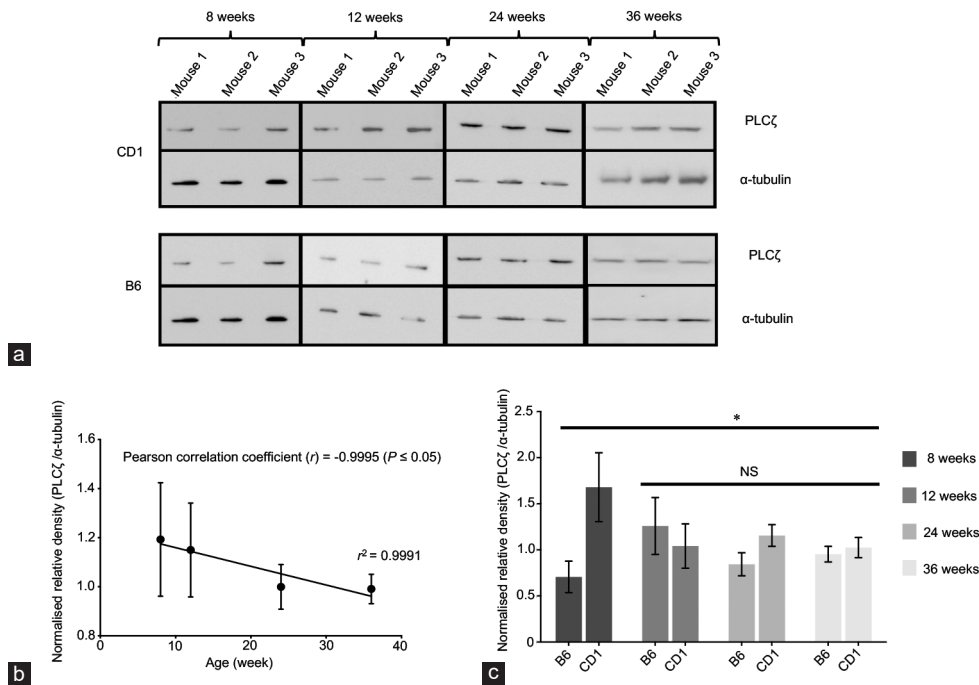 8 weeks 12 weeks 24 weeks 36 weeks
Mouse 1 Mouse 2 Mouse 3 Mouse 1 Mouse 2 Mouse 3 Mouse 1 Mouse 2 Mouse 3 Mouse 1 Mouse 2 Mouse 3
CD1
PLCζ
α-tubulin
B6
PLCζ
α-tubulin
a
Normalised relative density (PLCζ /α-tubulin)
1.6
1.4
1.2
1.0
0.8
Pearson correlation coefficient (r) = -0.9995 (P ≤ 0.05)
r² = 0.9991
0 10 20 30 40
Age (week)
b
Normalised relative density (PLCζ /α-tubulin)
2.5
2.0
1.5
1.0
0.5
0
*
NS
B6 CD1 B6 CD1 B6 CD1 B6 CD1
8 weeks
12 weeks
24 weeks
36 weeks
c